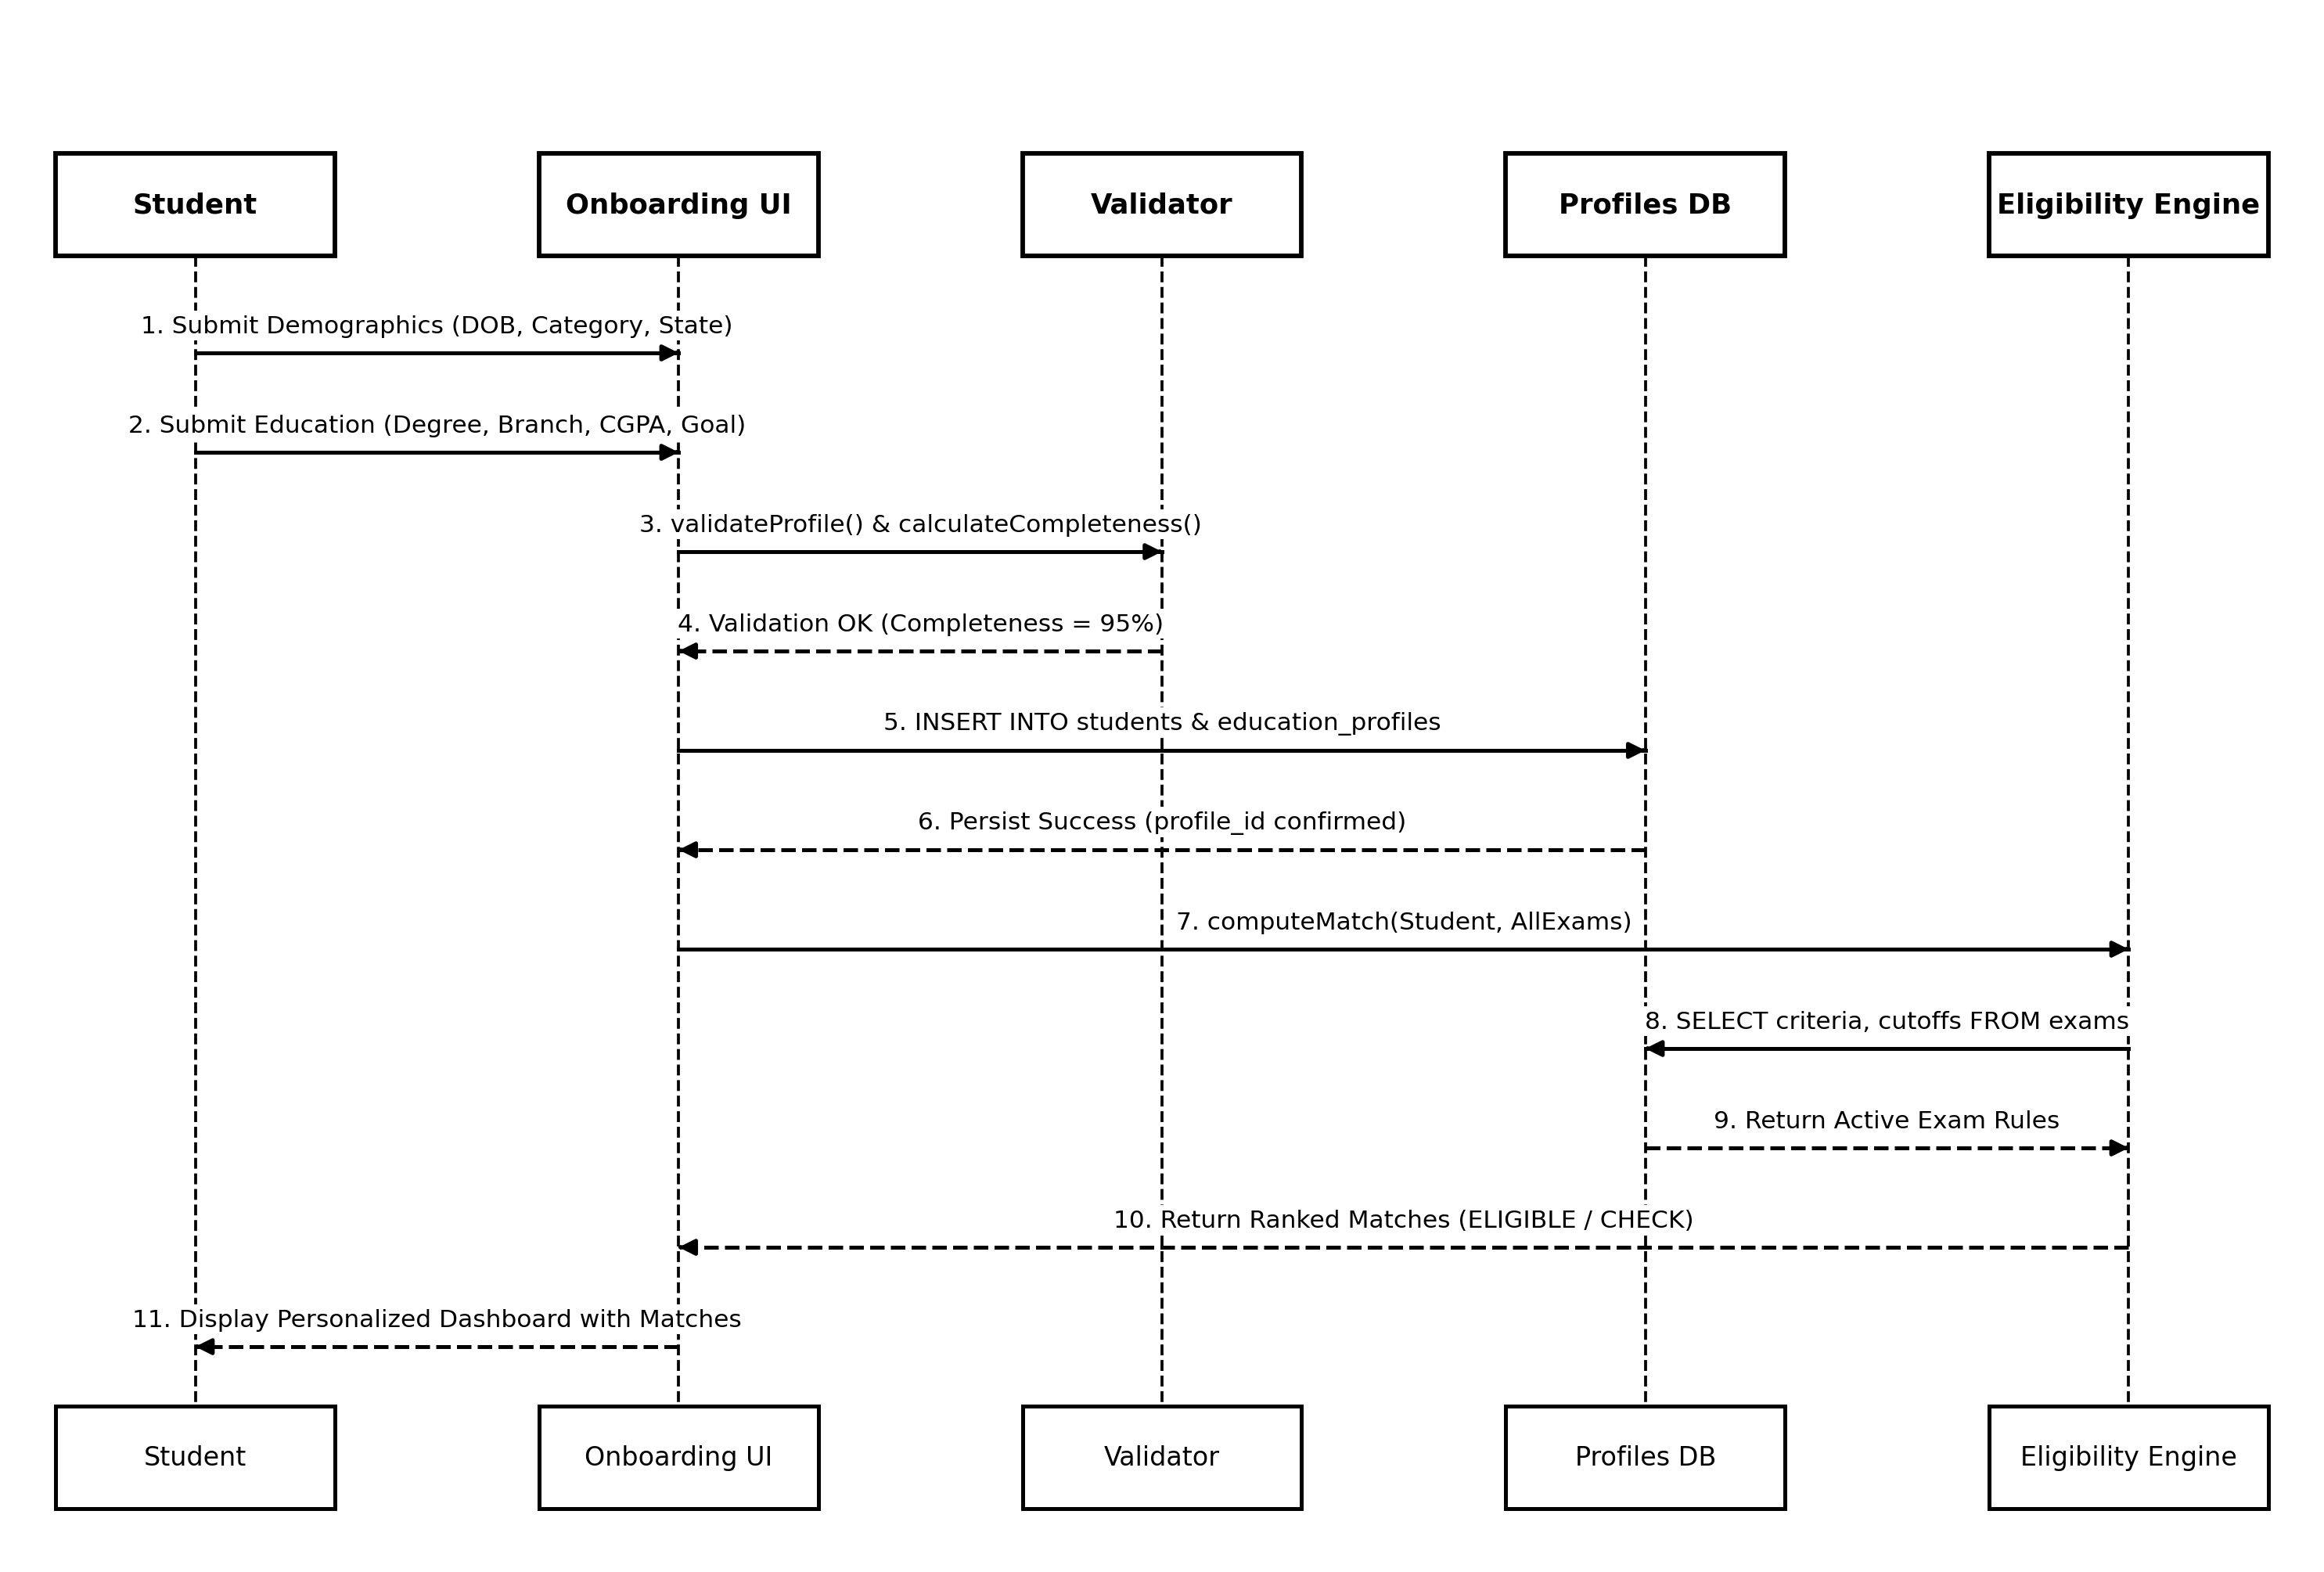 Student
Onboarding UI
Validator
Profiles DB
Eligibility Engine
1. Submit Demographics (DOB, Category, State)
2. Submit Education (Degree, Branch, CGPA, Goal)
3. validateProfile() & calculateCompleteness()
4. Validation OK (Completeness = 95%)
5. INSERT INTO students & education_profiles
6. Persist Success (profile_id confirmed)
7. computeMatch(Student, AllExams)
8. SELECT criteria, cutoffs FROM exams
9. Return Active Exam Rules
10. Return Ranked Matches (ELIGIBLE / CHECK)
11. Display Personalized Dashboard with Matches
Student
Onboarding UI
Validator
Profiles DB
Eligibility Engine